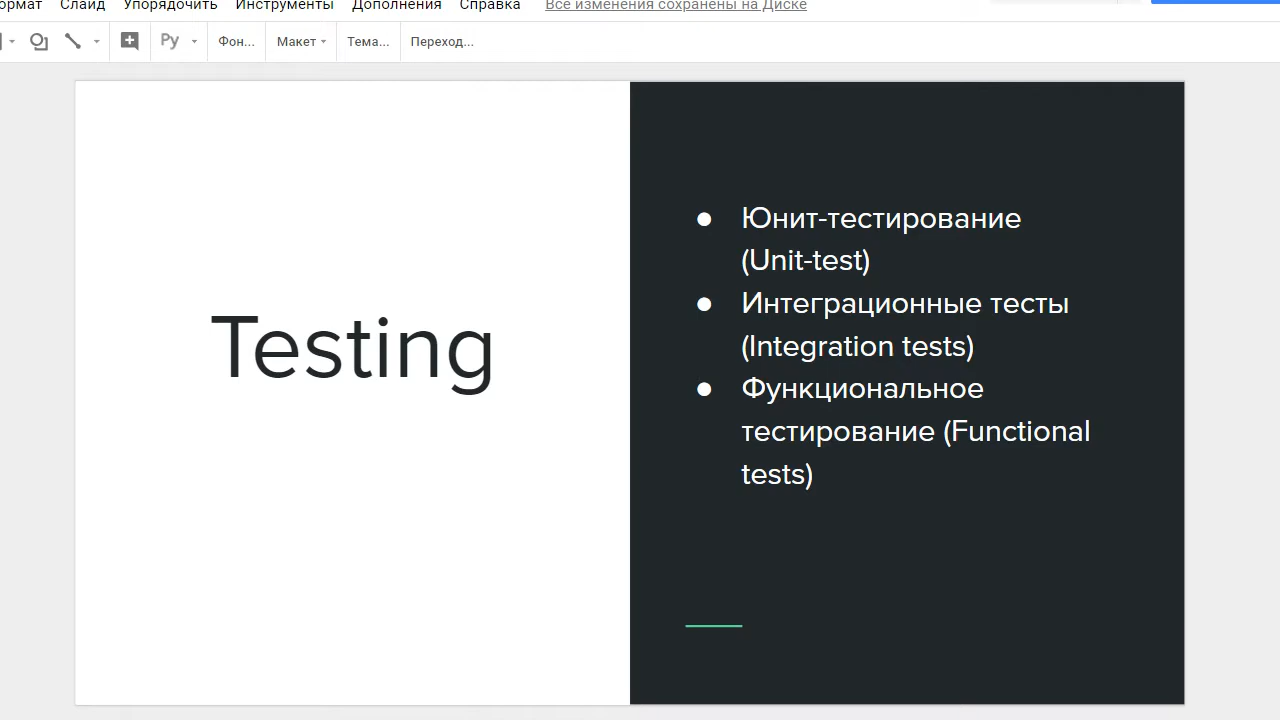 Слайд Упорядочить Инструменты Дополнения Справка Все изменения сохранены на Диске
Ру Фон... Макет Тема... Переход...
Testing
● Юнит-тестирование
(Unit-test)
● Интеграционные тесты
(Integration tests)
● Функциональное
тестирование (Functional
tests)